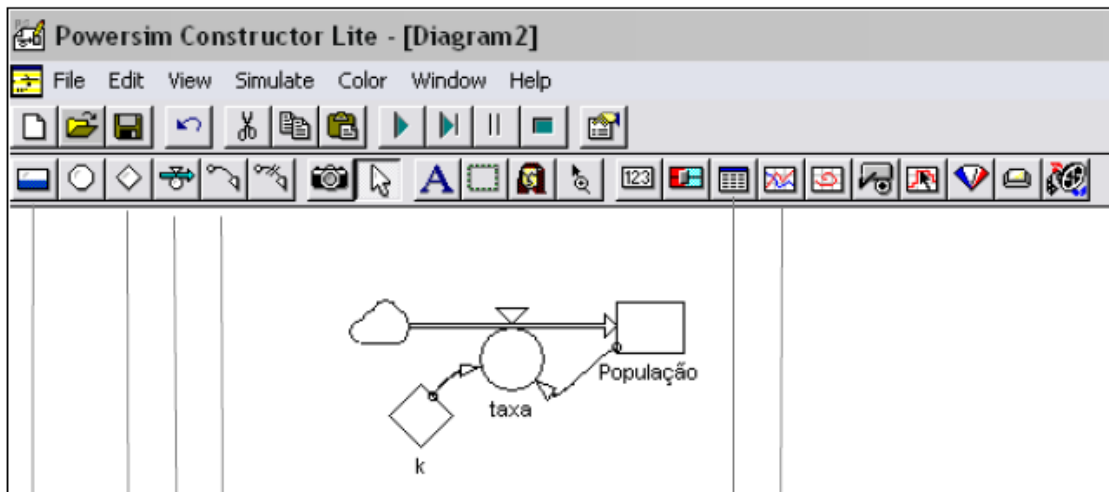 Powersim Constructor Lite - [Diagram2]
File Edit View Simulate Color Window Help
A 123
População
taxa
k